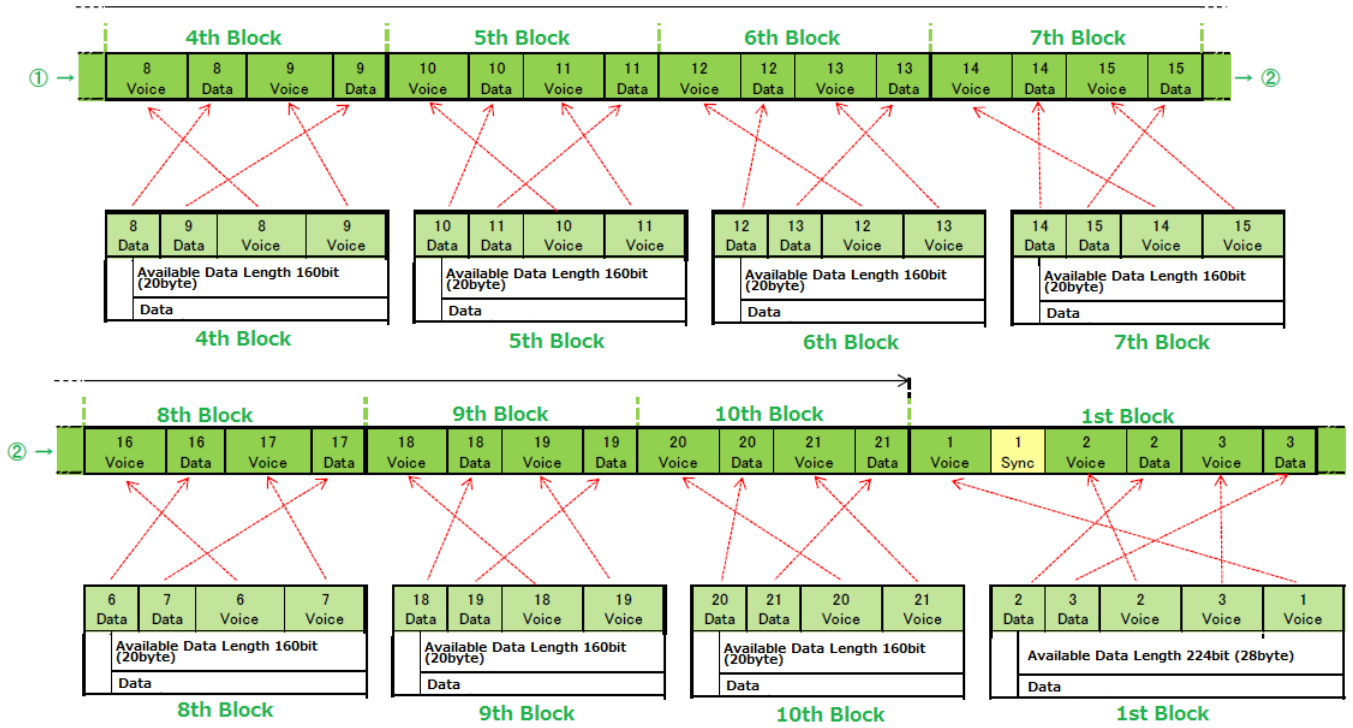 4th Block 5th Block 6th Block 7th Block
① → 8 Voice 8 Data 9 Voice 9 Data 10 Voice 10 Data 11 Voice 11 Data 12 Voice 12 Data 13 Voice 13 Data 14 Voice 14 Data 15 Voice 15 Data → ②
8 Data 9 Data 8 Voice 9 Voice
Available Data Length 160bit
(20byte)
Data
4th Block
10 Data 11 Data 10 Voice 11 Voice
Available Data Length 160bit
(20byte)
Data
5th Block
12 Data 13 Data 12 Voice 13 Voice
Available Data Length 160bit
(20byte)
Data
6th Block
14 Data 15 Data 14 Voice 15 Voice
Available Data Length 160bit
(20byte)
Data
7th Block
8th Block 9th Block 10th Block 1st Block
② → 16 Voice 16 Data 17 Voice 17 Data 18 Voice 18 Data 19 Voice 19 Data 20 Voice 20 Data 21 Voice 21 Data 1 Voice 1 Sync 2 Voice 2 Data 3 Voice 3 Data
6 Data 7 Data 6 Voice 7 Voice
Available Data Length 160bit
(20byte)
Data
8th Block
18 Data 19 Data 18 Voice 19 Voice
Available Data Length 160bit
(20byte)
Data
9th Block
20 Data 21 Data 20 Voice 21 Voice
Available Data Length 160bit
(20byte)
Data
10th Block
2 Data 3 Data 2 Voice 3 Voice 1 Voice
Available Data Length 224bit (28byte)
Data
1st Block